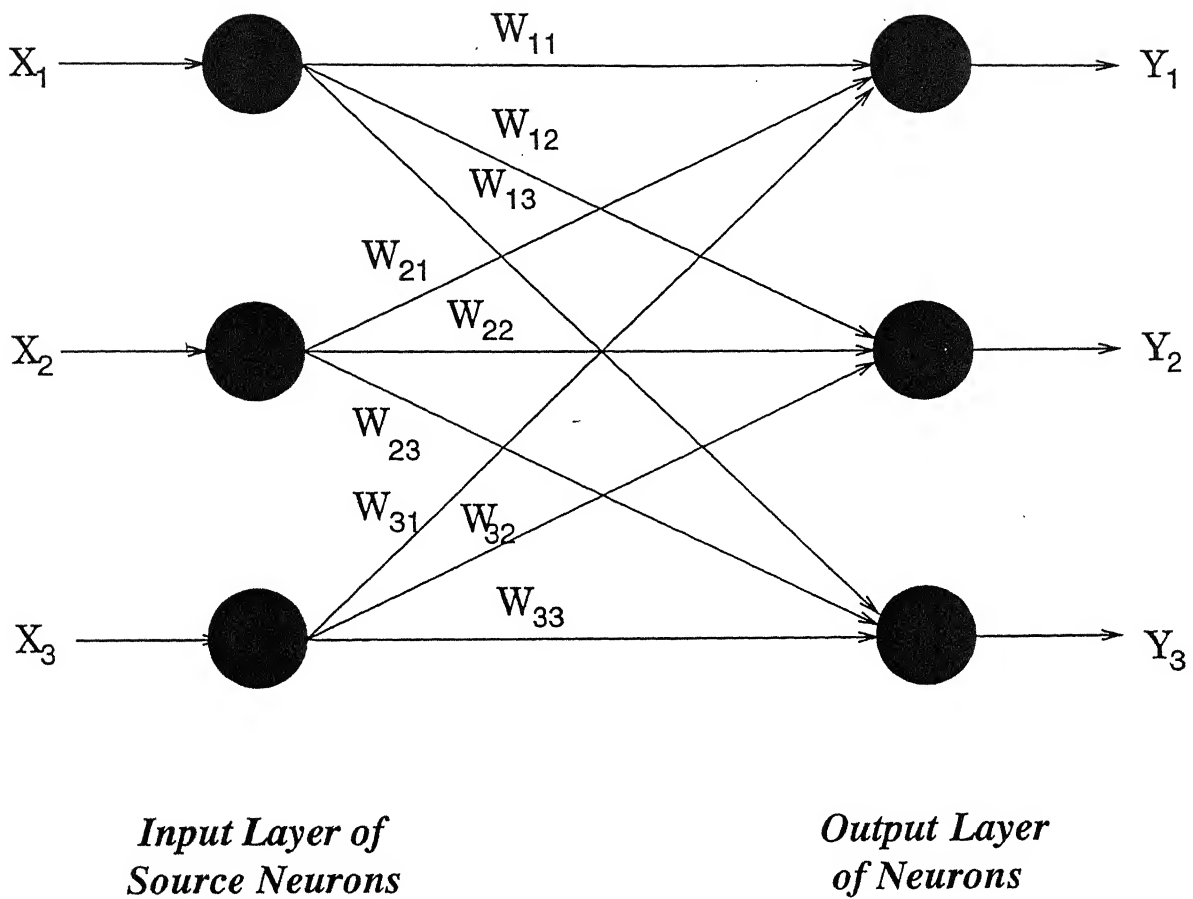 W₁₁
X₁
Y₁
W₁₂
W₁₃
W₂₁
W₂₂
X₂
Y₂
W₂₃
W₃₁
W₃₂
W₃₃
X₃
Y₃
Input Layer of
Source Neurons
Output Layer
of Neurons